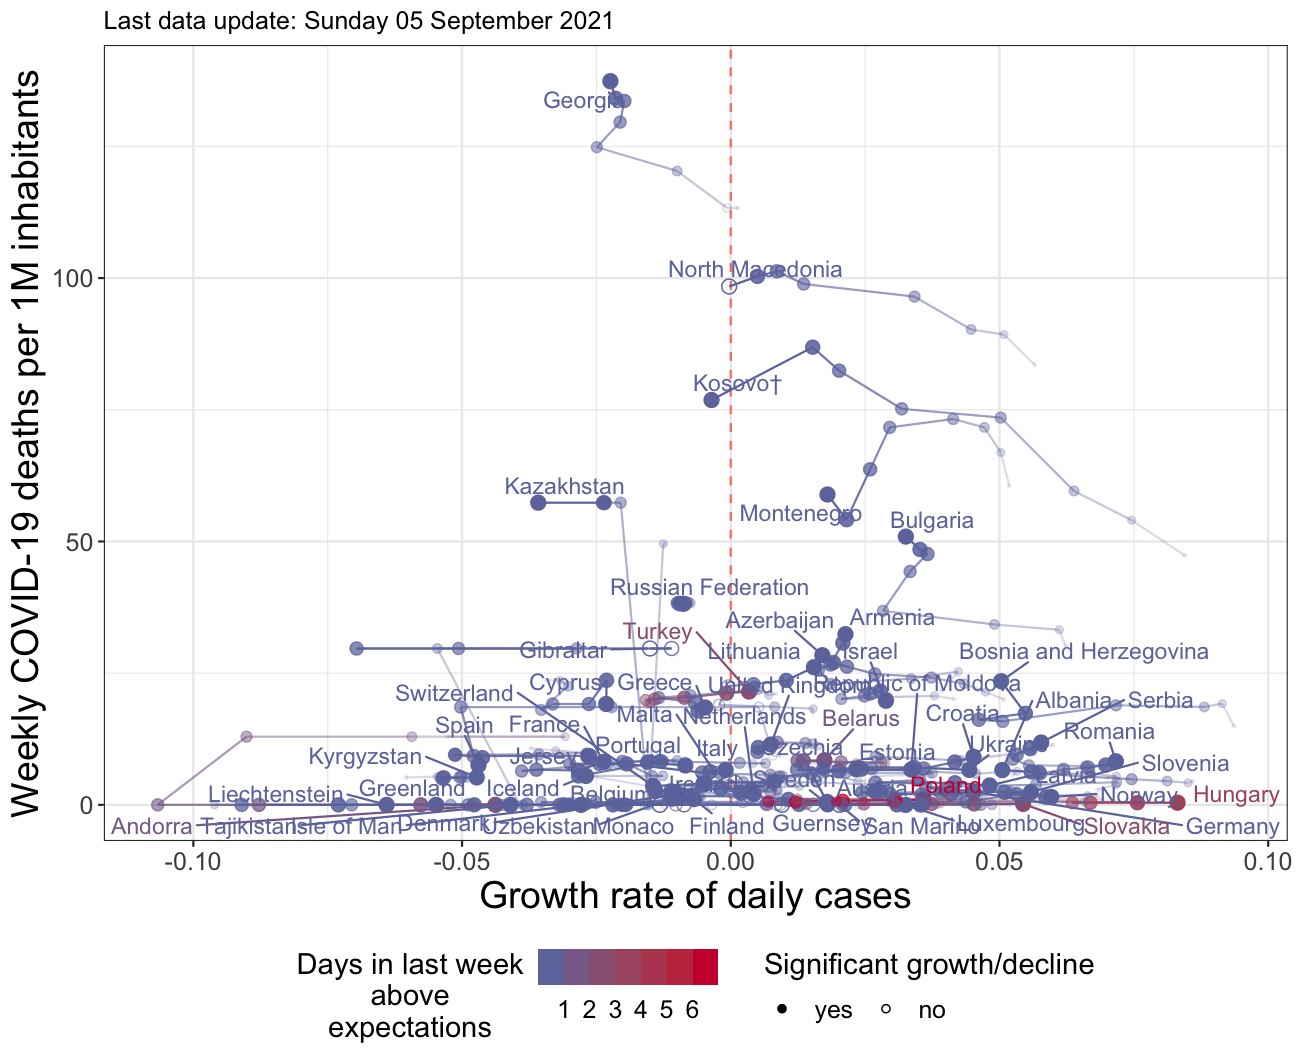 Last data update: Sunday 05 September 2021
Weekly COVID-19 deaths per 1M inhabitants
100
50
0
Georgia
North Macedonia
Kosovo†
Kazakhstan
Montenegro
Bulgaria
Russian Federation
Azerbaijan
Armenia
Turkey
Gibraltar
Lithuania
Israel
Bosnia and Herzegovina
Switzerland
Cyprus
Greece
United Kingdom
Republic of Moldova
Spain
France
Malta
Netherlands
Belarus
Croatia
Albania
Serbia
Kyrgyzstan
Jersey
Portugal
Italy
Czechia
Estonia
Ukraine
Romania
Slovenia
Liechtenstein
Greenland
Iceland
Belgium
Ireland
Sweden
Austria
Poland
Latvia
Norway
Hungary
Andorra
Tajikistan
Isle of Man
Denmark
Uzbekistan
Monaco
Finland
Guernsey
San Marino
Luxembourg
Slovakia
Germany
-0.10
-0.05
0.00
0.05
0.10
Growth rate of daily cases
Days in last week
above
expectations
1 2 3 4 5 6
Significant growth/decline
yes
no